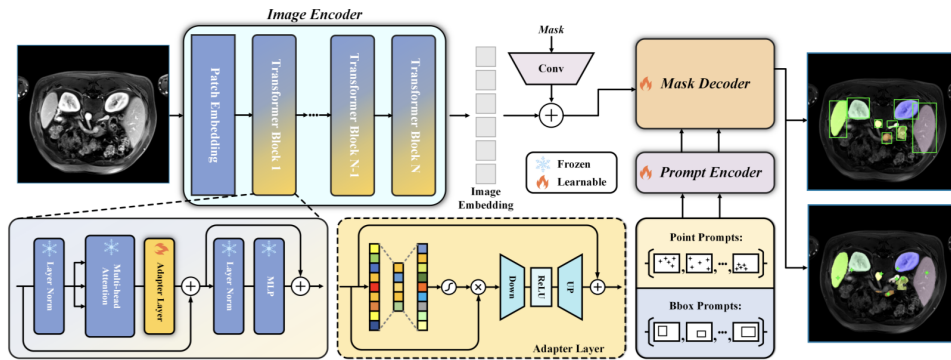 Image Encoder
Patch Embedding
Transformer Block 1
Transformer Block N-1
Transformer Block N
Image
Embedding
Mask
Conv
Mask Decoder
Prompt Encoder
Frozen
Learnable
Point Prompts:
Bbox Prompts:
Layer Norm
Multi-head
Attention
Adapter Layer
Layer Norm
MLP
Down
ReLU
UP
Adapter Layer